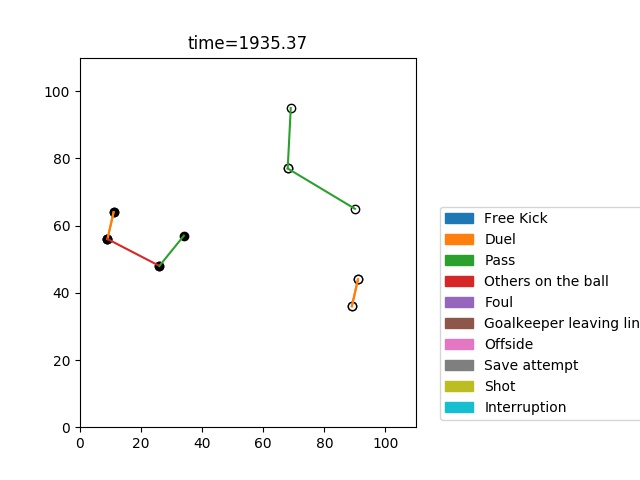 time=1935.37
100
80
60
40
20
0
0 20 40 60 80 100
Free Kick
Duel
Pass
Others on the ball
Foul
Goalkeeper leaving lin
Offside
Save attempt
Shot
Interruption